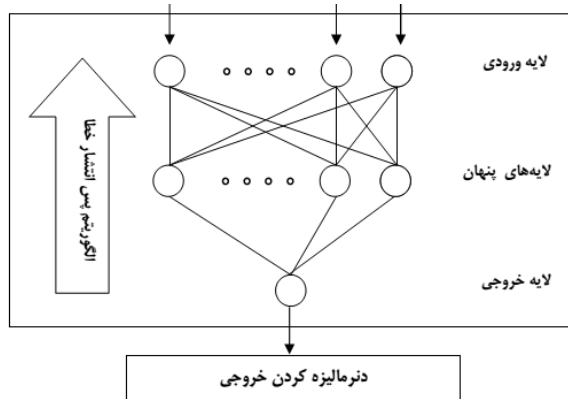 لایه ورودی
الگوریتم پس انتشار خطا
لایه‌های پنهان
لایه خروجی
دنرمالیزه کردن خروجی